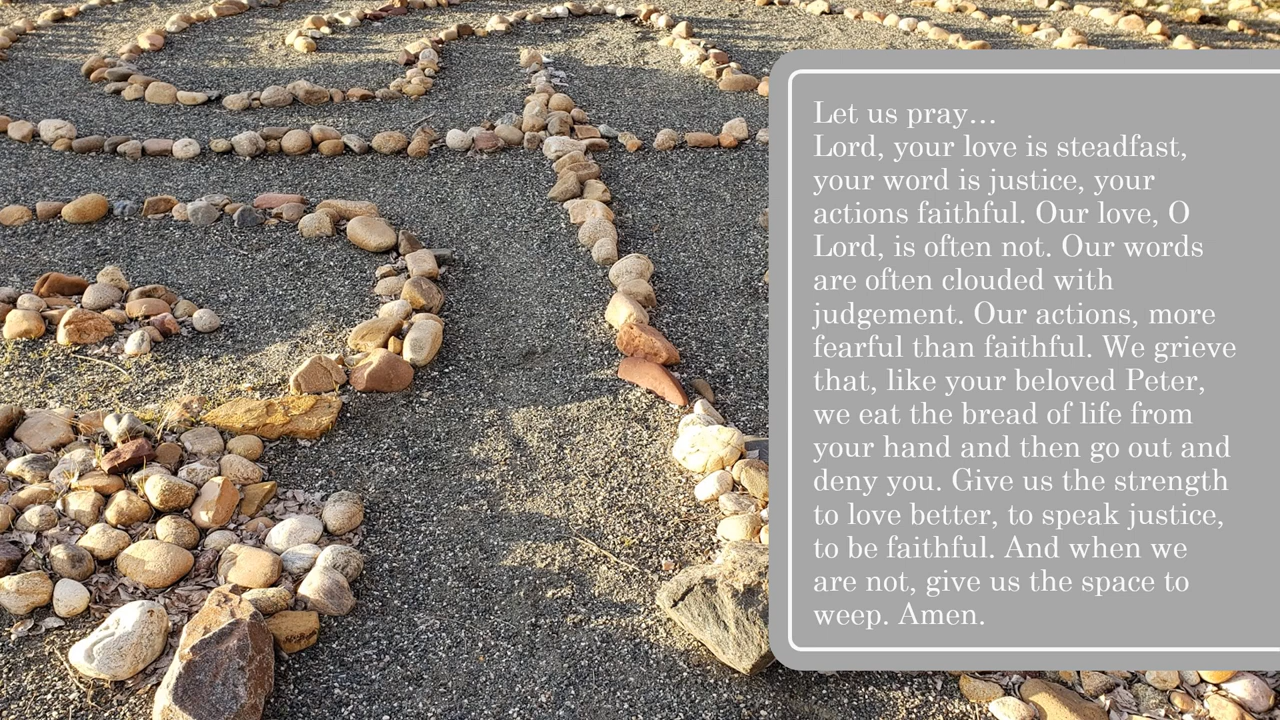 Let us pray...
Lord, your love is steadfast,
your word is justice, your
actions faithful. Our love, O
Lord, is often not. Our words
are often clouded with
judgement. Our actions, more
fearful than faithful. We grieve
that, like your beloved Peter,
we eat the bread of life from
your hand and then go out and
deny you. Give us the strength
to love better, to speak justice,
to be faithful. And when we
are not, give us the space to
weep. Amen.